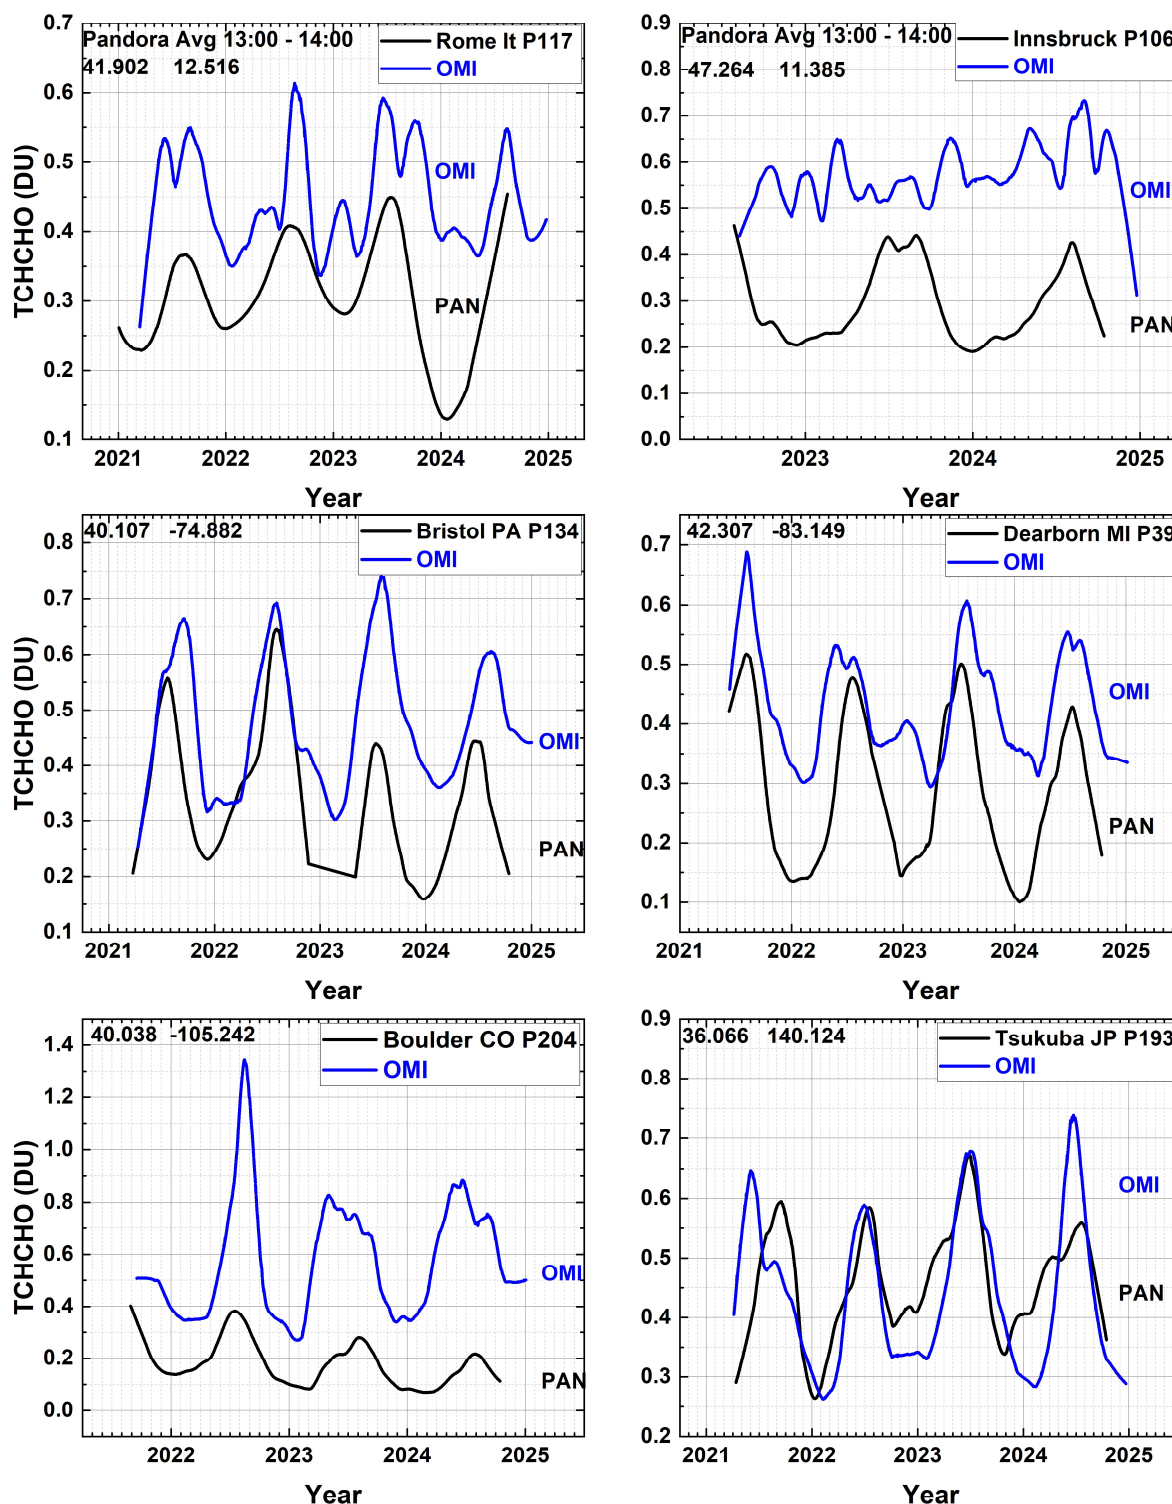 Pandora Avg 13:00 - 14:00
41.902 12.516
Rome It P117
OMI
OMI
PAN
TCHCHO (DU)
0.7
0.6
0.5
0.4
0.3
0.2
0.1
2021 2022 2023 2024 2025
Year
Pandora Avg 13:00 - 14:00
47.264 11.385
Innsbruck P106
OMI
OMI
PAN
0.9
0.8
0.7
0.6
0.5
0.4
0.3
0.2
0.1
0.0
2023 2024 2025
Year
40.107 -74.882
Bristol PA P134
OMI
OMI
PAN
TCHCHO (DU)
0.8
0.7
0.6
0.5
0.4
0.3
0.2
0.1
2021 2022 2023 2024 2025
Year
42.307 -83.149
Dearborn MI P39
OMI
OMI
PAN
0.7
0.6
0.5
0.4
0.3
0.2
0.1
2021 2022 2023 2024 2025
Year
40.038 -105.242
Boulder CO P204
OMI
OMI
PAN
TCHCHO (DU)
1.4
1.2
1.0
0.8
0.6
0.4
0.2
0.0
2022 2023 2024 2025
Year
36.066 140.124
Tsukuba JP P193
OMI
OMI
PAN
0.9
0.8
0.7
0.6
0.5
0.4
0.3
0.2
2021 2022 2023 2024 2025
Year